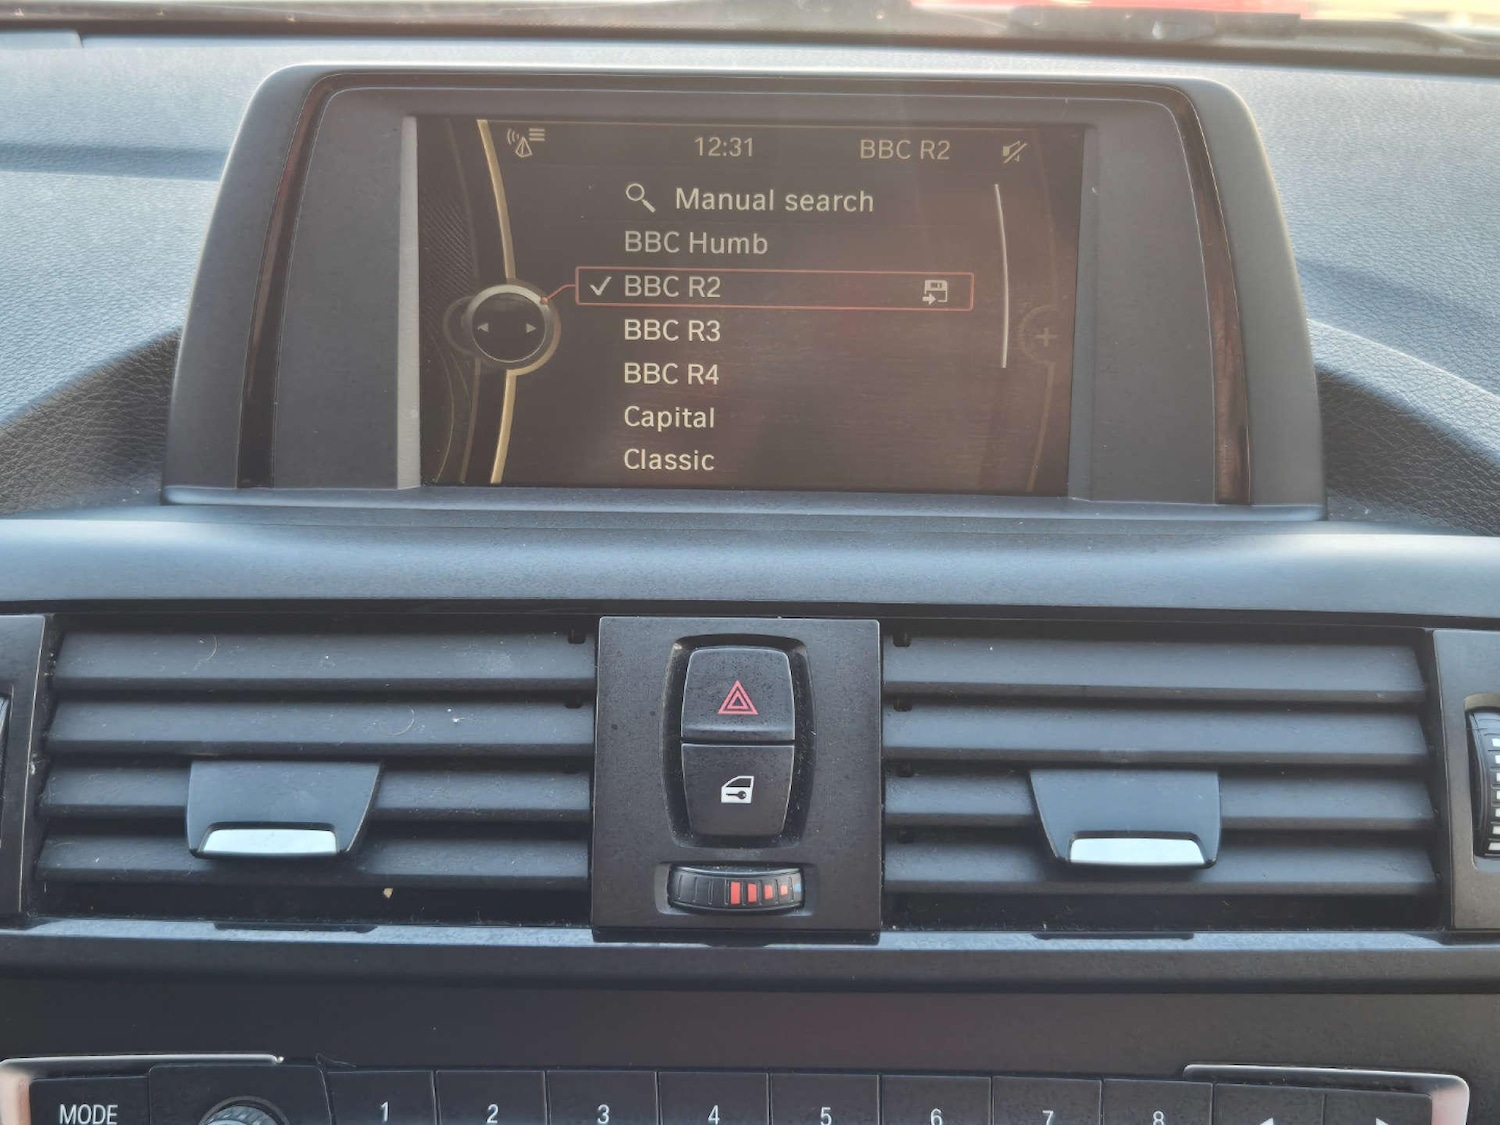 12:31 BBC R2
Manual search
BBC Humb
BBC R2
BBC R3
BBC R4
Capital
Classic
MODE 1 2 3 4 5 6 7 8